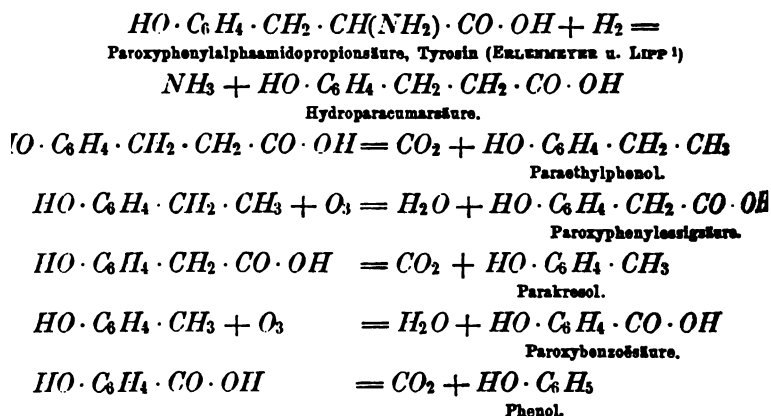 HO·C₆H₄·CH₂·CH(NH₂)·CO·OH + H₂ =
Paroxyphenylalphaamidopropionsäure, Tyrosin (ERLENMEYER u. LIPP ¹)
NH₃ + HO·C₆H₄·CH₂·CH₂·CO·OH
Hydroparacumarsäure.
HO·C₆H₄·CH₂·CH₂·CO·OH = CO₂ + HO·C₆H₄·CH₂·CH₃
Paraethylphenol.
HO·C₆H₄·CH₂·CH₃ + O₃ = H₂O + HO·C₆H₄·CH₂·CO·OH
Paroxyphenylessigsäure.
HO·C₆H₄·CH₂·CO·OH = CO₂ + HO·C₆H₄·CH₃
Parakresol.
HO·C₆H₄·CH₃ + O₃ = H₂O + HO·C₆H₄·CO·OH
Paroxybenzoësäure.
HO·C₆H₄·CO·OH = CO₂ + HO·C₆H₅
Phenol.